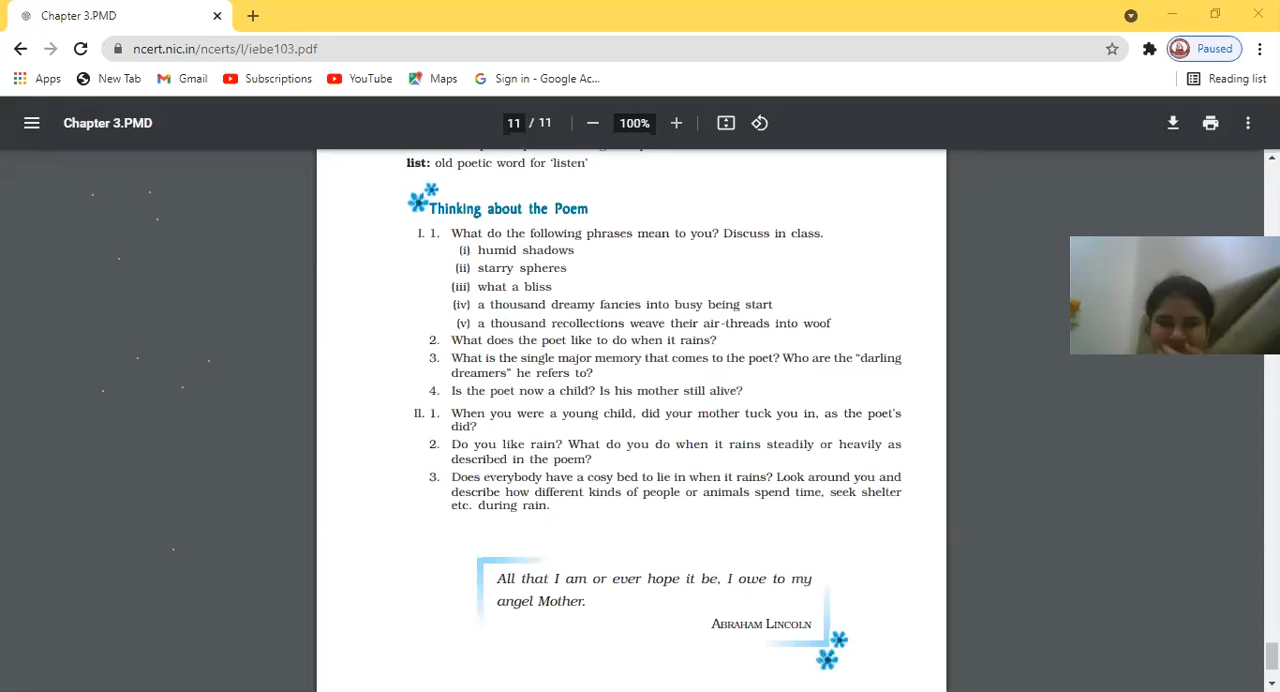 Chapter 3.PMD
ncert.nic.in/ncerts/l/iebe103.pdf
Paused
Apps
New Tab
Gmail
Subscriptions
YouTube
Maps
Sign in - Google Ac...
Reading list
Chapter 3.PMD
11 / 11
100%
list: old poetic word for ‘listen’
Thinking about the Poem
I. 1. What do the following phrases mean to you? Discuss in class.
(i) humid shadows
(ii) starry spheres
(iii) what a bliss
(iv) a thousand dreamy fancies into busy being start
(v) a thousand recollections weave their air-threads into woof
2. What does the poet like to do when it rains?
3. What is the single major memory that comes to the poet? Who are the “darling
dreamers” he refers to?
4. Is the poet now a child? Is his mother still alive?
II. 1. When you were a young child, did your mother tuck you in, as the poet’s
did?
2. Do you like rain? What do you do when it rains steadily or heavily as
described in the poem?
3. Does everybody have a cosy bed to lie in when it rains? Look around you and
describe how different kinds of people or animals spend time, seek shelter
etc. during rain.
All that I am or ever hope it be, I owe to my
angel Mother.
ABRAHAM LINCOLN